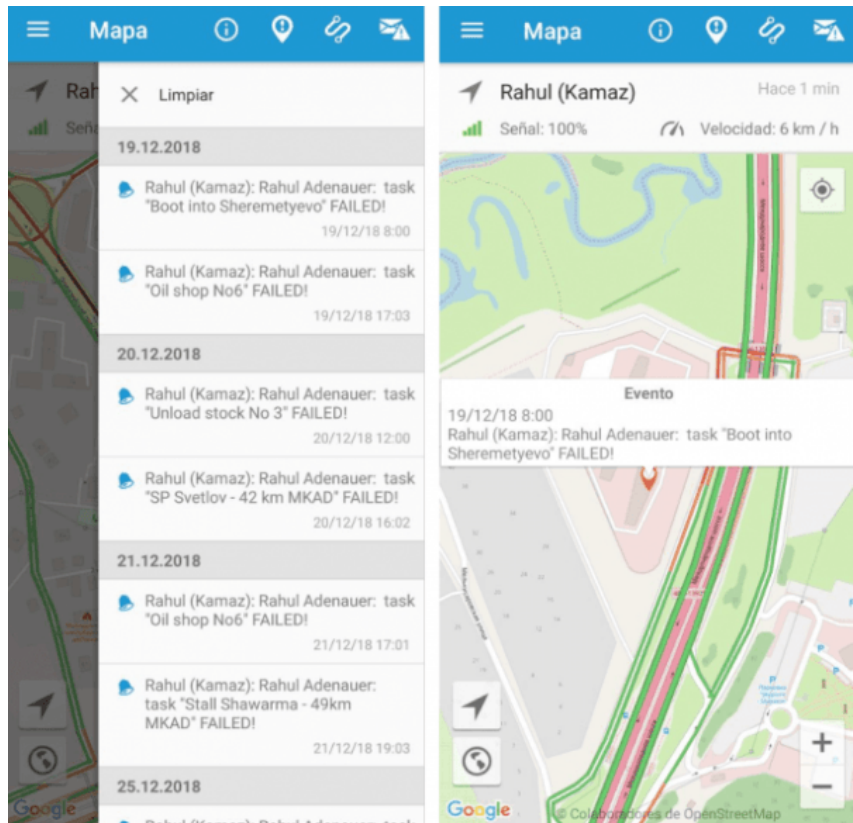 Mapa
Rah
Seña
Limpiar
19.12.2018
Rahul (Kamaz): Rahul Adenauer: task
"Boot into Sheremetyevo" FAILED!
19/12/18 8:00
Rahul (Kamaz): Rahul Adenauer: task
"Oil shop No6" FAILED!
19/12/18 17:03
20.12.2018
Rahul (Kamaz): Rahul Adenauer: task
"Unload stock No 3" FAILED!
20/12/18 12:00
Rahul (Kamaz): Rahul Adenauer: task
"SP Svetlov - 42 km MKAD" FAILED!
20/12/18 16:02
21.12.2018
Rahul (Kamaz): Rahul Adenauer: task
"Oil shop No6" FAILED!
21/12/18 17:01
Rahul (Kamaz): Rahul Adenauer:
task "Stall Shawarma - 49km
MKAD" FAILED!
21/12/18 19:03
25.12.2018
Google
Mapa
Rahul (Kamaz)
Hace 1 min
Señal: 100%
Velocidad: 6 km / h
Evento
19/12/18 8:00
Rahul (Kamaz): Rahul Adenauer: task "Boot into
Sheremetyevo" FAILED!
Google
© Colaboradores de OpenStreetMap